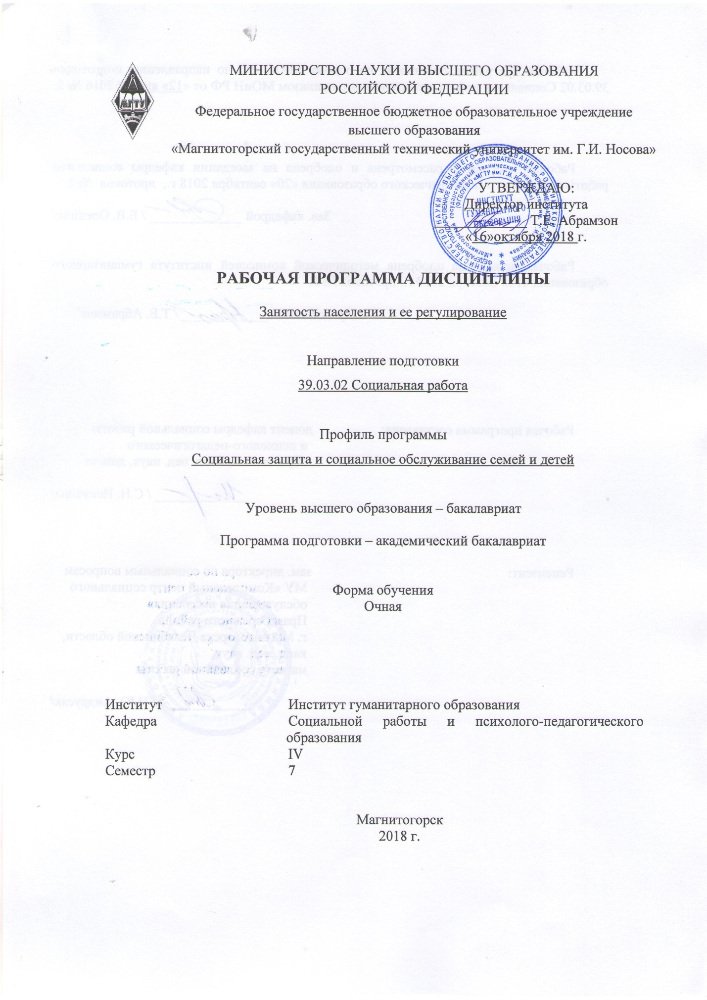 МИНИСТЕРСТВО НАУКИ И ВЫСШЕГО ОБРАЗОВАНИЯ
РОССИЙСКОЙ ФЕДЕРАЦИИ
Федеральное государственное бюджетное образовательное учреждение
высшего образования
«Магнитогорский государственный технический университет им. Г.И. Носова»
МГТУ
УТВЕРЖДАЮ:
Директор института
Т.Е. Абрамзон
«16»октября 2018 г.
ИНСТИТУТ
ГУМАНИТАРНОГО
ОБРАЗОВАНИЯ
РАБОЧАЯ ПРОГРАММА ДИСЦИПЛИНЫ
Занятость населения и ее регулирование
Направление подготовки
39.03.02 Социальная работа
Профиль программы
Социальная защита и социальное обслуживание семей и детей
Уровень высшего образования – бакалавриат
Программа подготовки – академический бакалавриат
Форма обучения
Очная
Институт Институт гуманитарного образования
Кафедра Социальной работы и психолого-педагогического
образования
Курс IV
Семестр 7
Магнитогорск
2018 г.